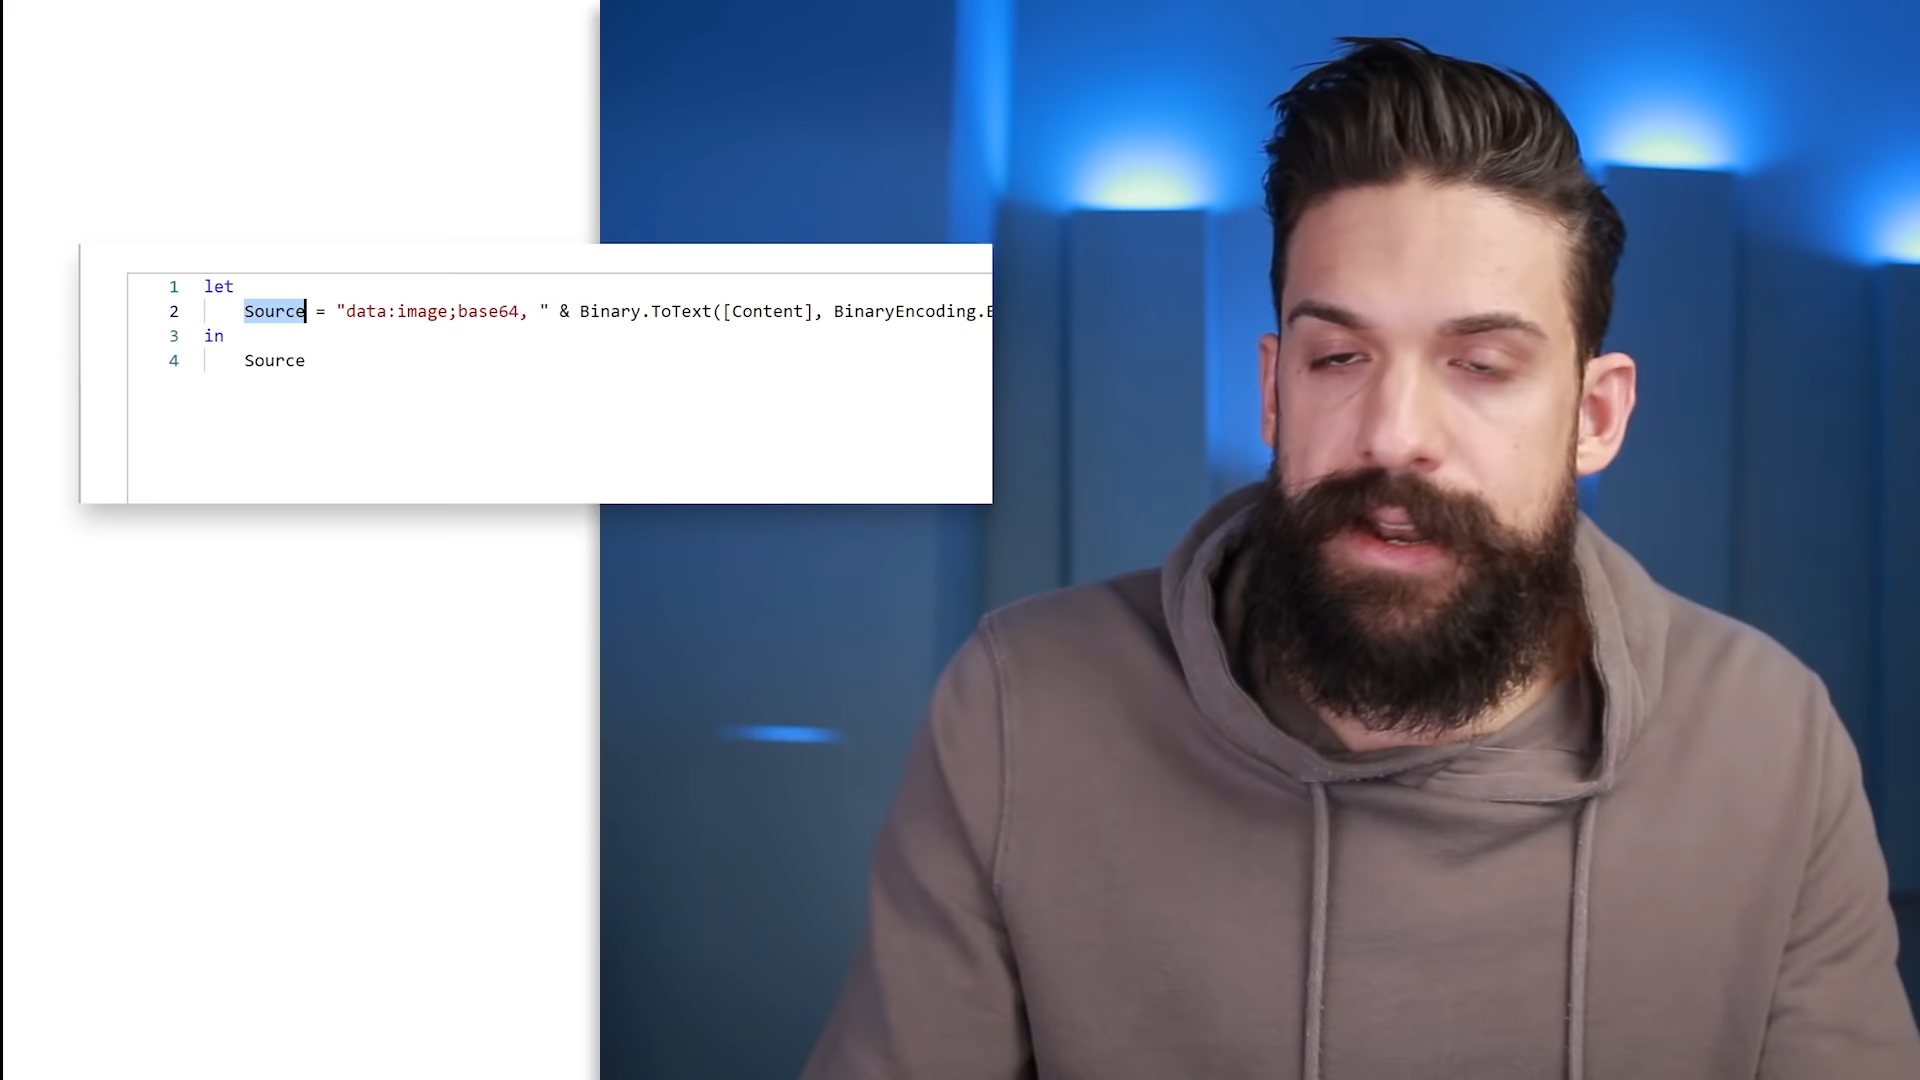 1 let
2 Source = "data:image;base64, " & Binary.ToText([Content], BinaryEncoding.
3 in
4 Source